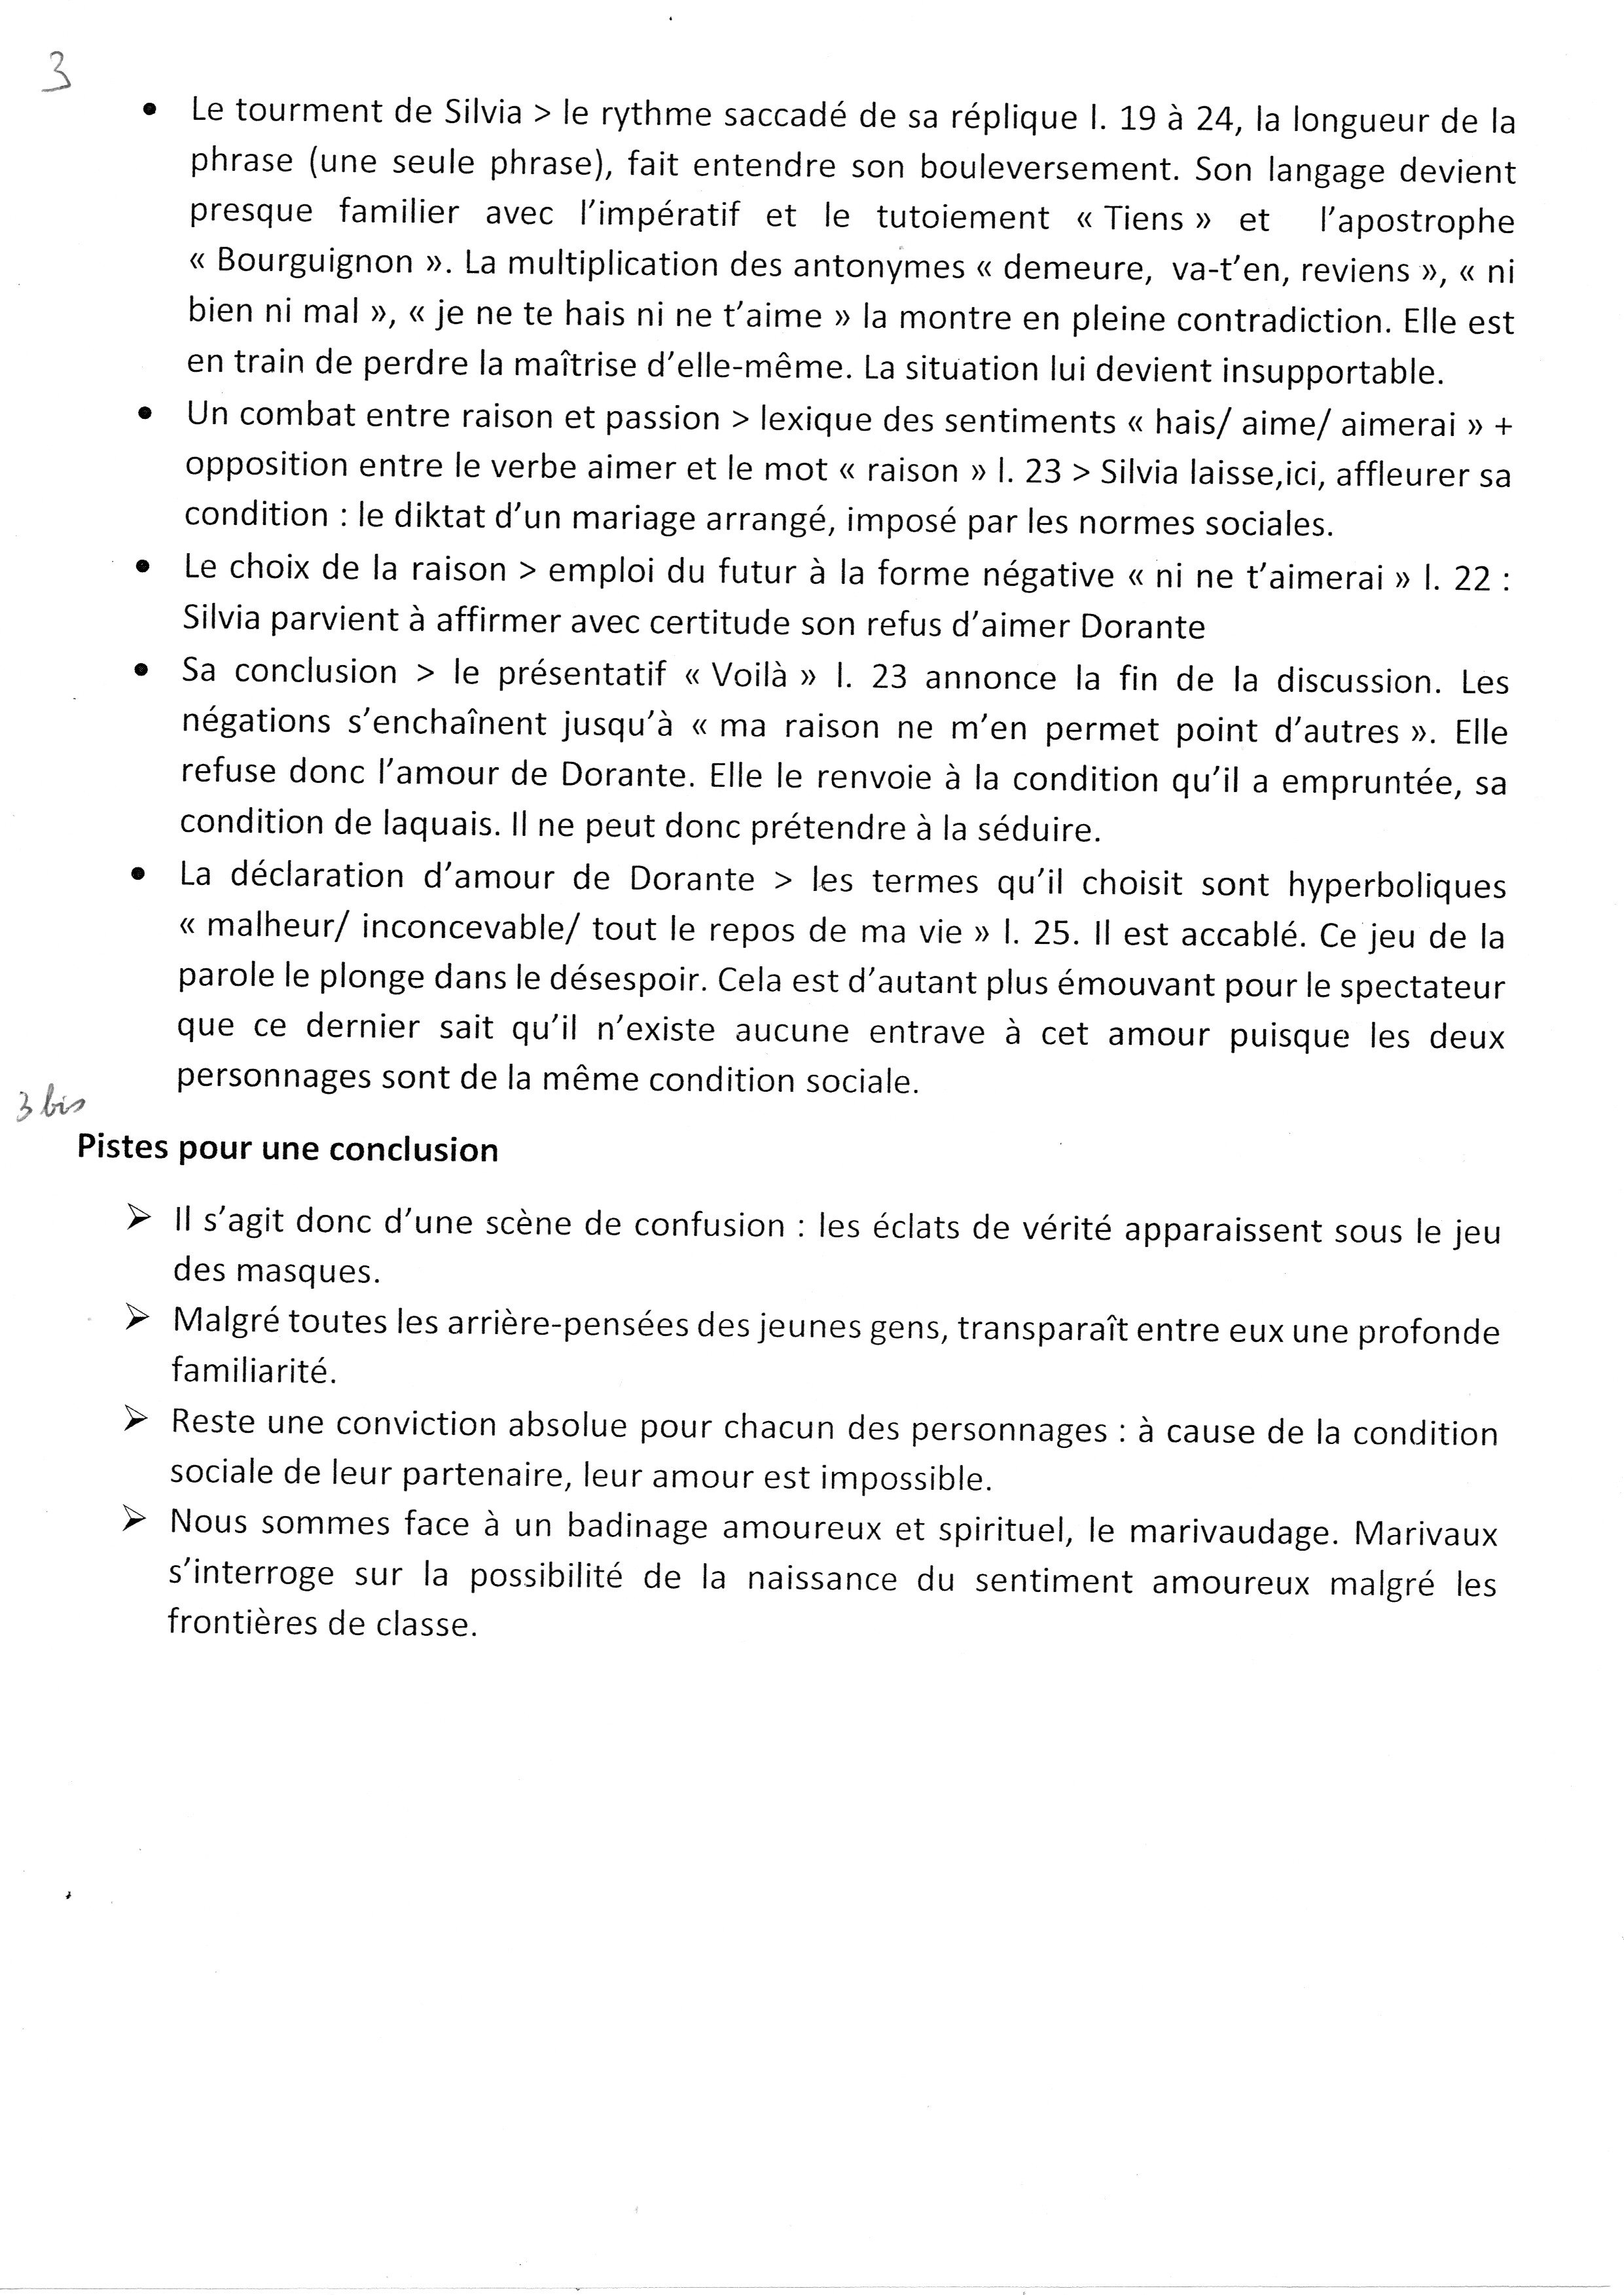 3
• Le tourment de Silvia > le rythme saccadé de sa réplique l. 19 à 24, la longueur de la
phrase (une seule phrase), fait entendre son bouleversement. Son langage devient
presque familier avec l'impératif et le tutoiement « Tiens » et l'apostrophe
« Bourguignon ». La multiplication des antonymes « demeure, va-t'en, reviens », « ni
bien ni mal », « je ne te hais ni ne t'aime » la montre en pleine contradiction. Elle est
en train de perdre la maîtrise d'elle-même. La situation lui devient insupportable.
• Un combat entre raison et passion > lexique des sentiments « hais/ aime/ aimerai » +
opposition entre le verbe aimer et le mot « raison » l. 23 > Silvia laisse,ici, affleurer sa
condition : le diktat d'un mariage arrangé, imposé par les normes sociales.
• Le choix de la raison > emploi du futur à la forme négative « ni ne t'aimerai » l. 22 :
Silvia parvient à affirmer avec certitude son refus d'aimer Dorante
• Sa conclusion > le présentatif « Voilà » l. 23 annonce la fin de la discussion. Les
négations s'enchaînent jusqu'à « ma raison ne m'en permet point d'autres ». Elle
refuse donc l'amour de Dorante. Elle le renvoie à la condition qu'il a empruntée, sa
condition de laquais. Il ne peut donc prétendre à la séduire.
• La déclaration d'amour de Dorante > les termes qu'il choisit sont hyperboliques
« malheur/ inconcevable/ tout le repos de ma vie » l. 25. Il est accablé. Ce jeu de la
parole le plonge dans le désespoir. Cela est d'autant plus émouvant pour le spectateur
que ce dernier sait qu'il n'existe aucune entrave à cet amour puisque les deux
personnages sont de la même condition sociale.
3 bis
Pistes pour une conclusion
➢ Il s'agit donc d'une scène de confusion : les éclats de vérité apparaissent sous le jeu
des masques.
➢ Malgré toutes les arrière-pensées des jeunes gens, transparaît entre eux une profonde
familiarité.
➢ Reste une conviction absolue pour chacun des personnages : à cause de la condition
sociale de leur partenaire, leur amour est impossible.
➢ Nous sommes face à un badinage amoureux et spirituel, le marivaudage. Marivaux
s'interroge sur la possibilité de la naissance du sentiment amoureux malgré les
frontières de classe.